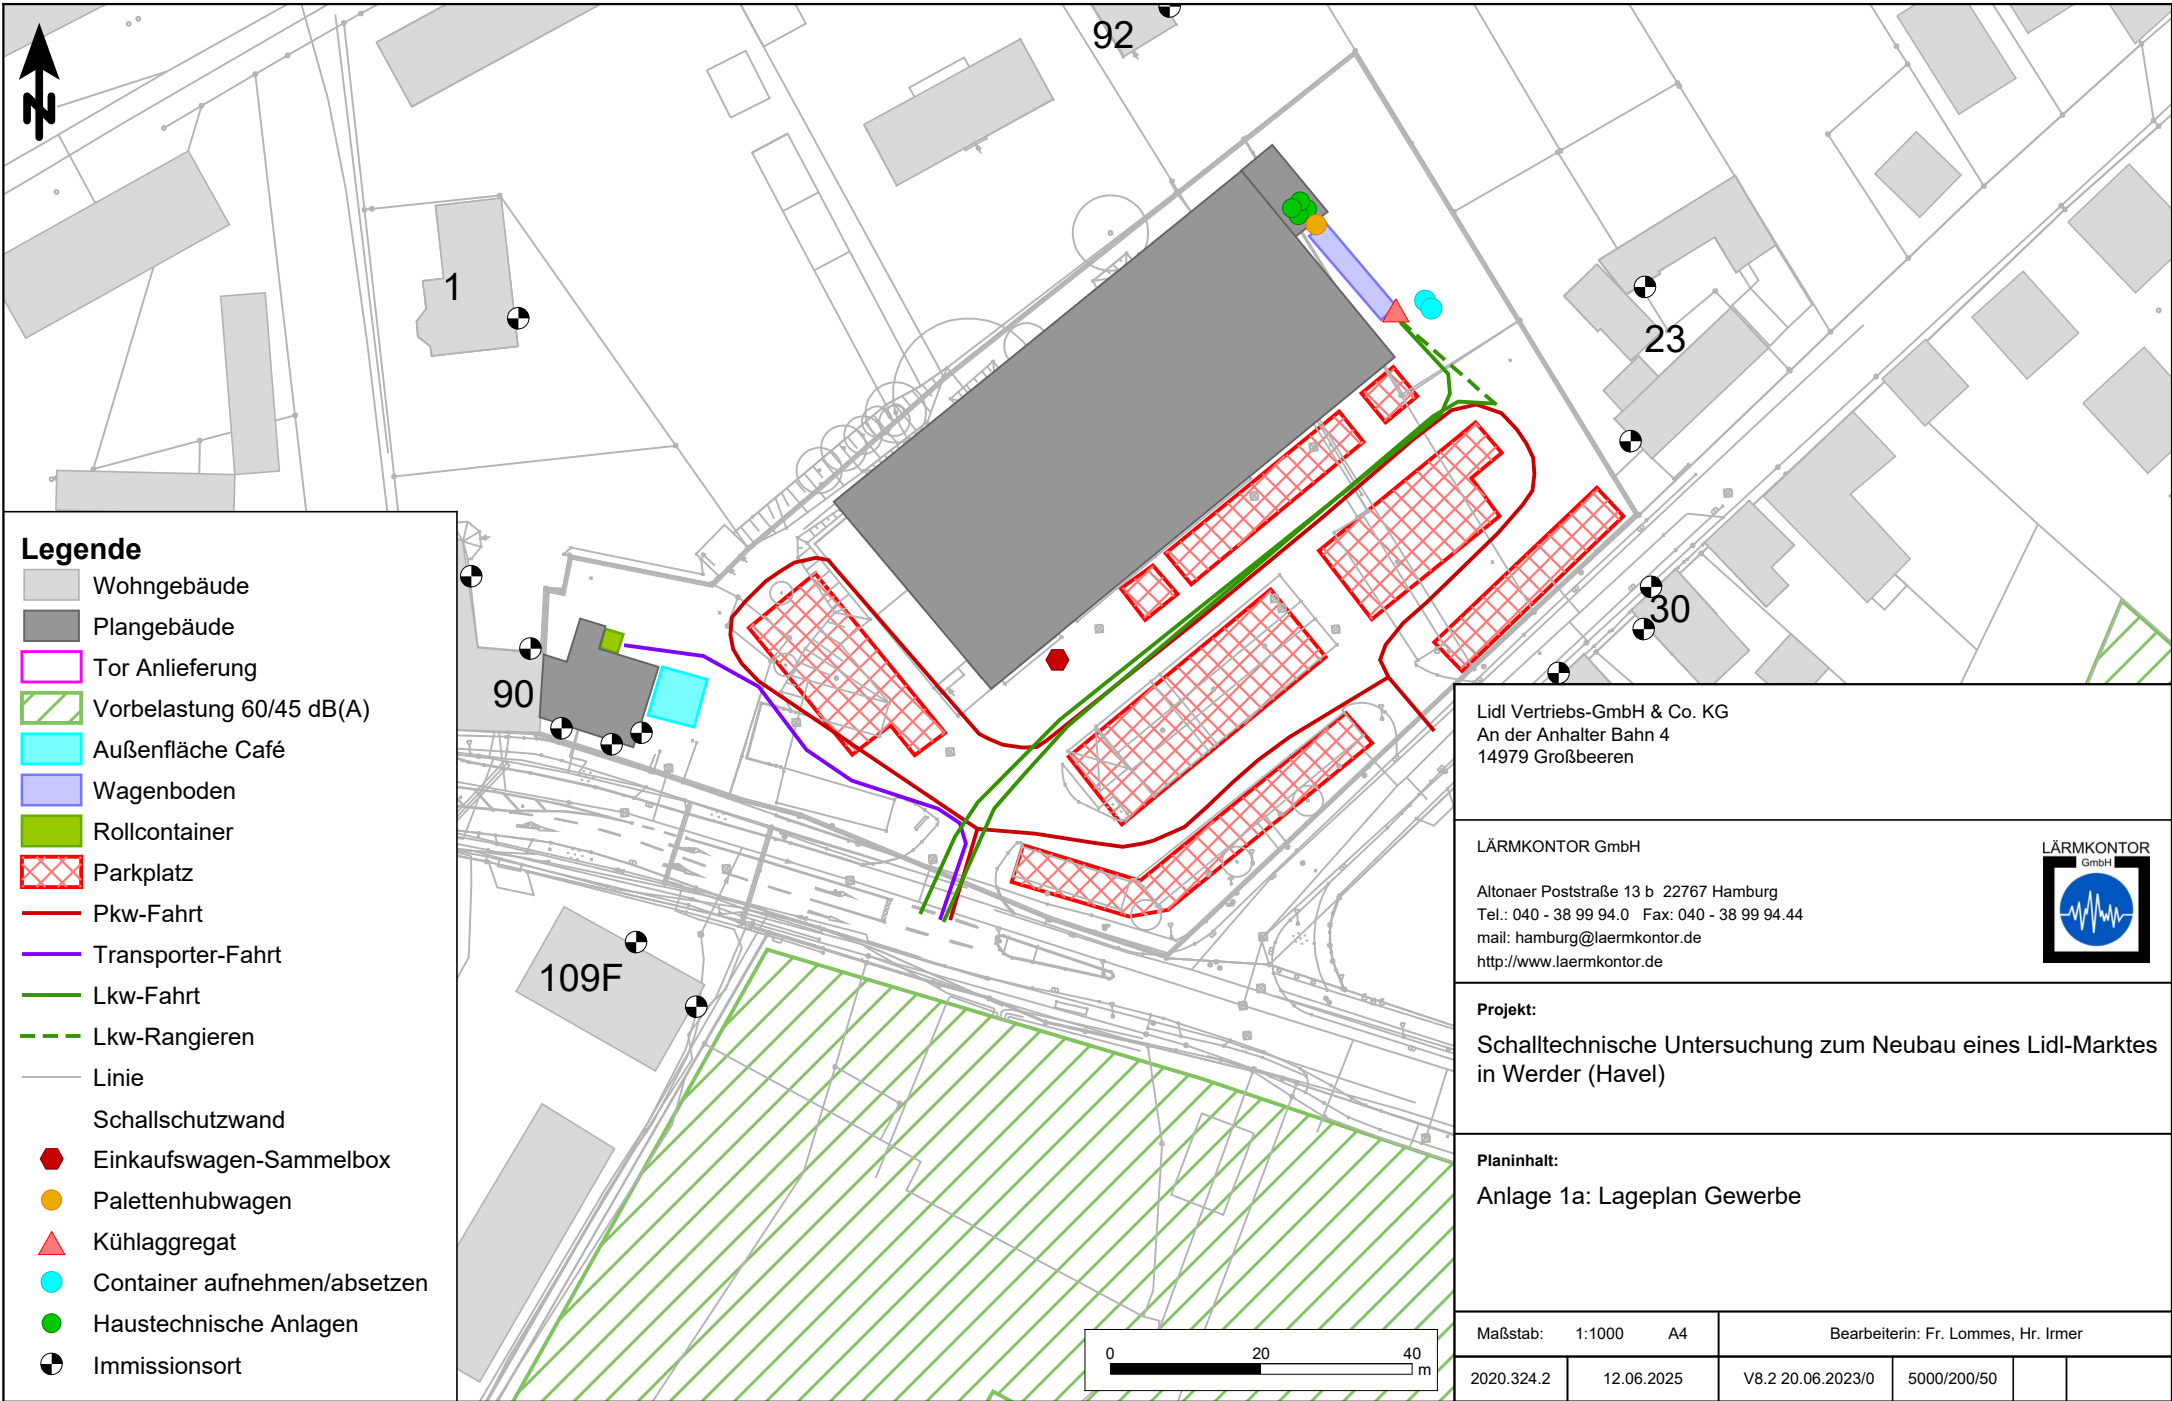 N
92
1
23
90
30
109F
Legende
Wohngebäude
Plangebäude
Tor Anlieferung
Vorbelastung 60/45 dB(A)
Außenfläche Café
Wagenboden
Rollcontainer
Parkplatz
Pkw-Fahrt
Transporter-Fahrt
Lkw-Fahrt
Lkw-Rangieren
Linie
Schallschutzwand
Einkaufswagen-Sammelbox
Palettenhubwagen
Kühlaggregat
Container aufnehmen/absetzen
Haustechnische Anlagen
Immissionsort
0 20 40
m
Lidl Vertriebs-GmbH & Co. KG
An der Anhalter Bahn 4
14979 Großbeeren
LÄRMKONTOR GmbH
Altonaer Poststraße 13 b 22767 Hamburg
Tel.: 040 - 38 99 94.0 Fax: 040 - 38 99 94.44
mail: hamburg@laermkontor.de
http://www.laermkontor.de
LÄRMKONTOR
GmbH
Projekt:
Schalltechnische Untersuchung zum Neubau eines Lidl-Marktes
in Werder (Havel)
Planinhalt:
Anlage 1a: Lageplan Gewerbe
Maßstab: 1:1000 A4 Bearbeiterin: Fr. Lommes, Hr. Irmer
2020.324.2 12.06.2025 V8.2 20.06.2023/0 5000/200/50